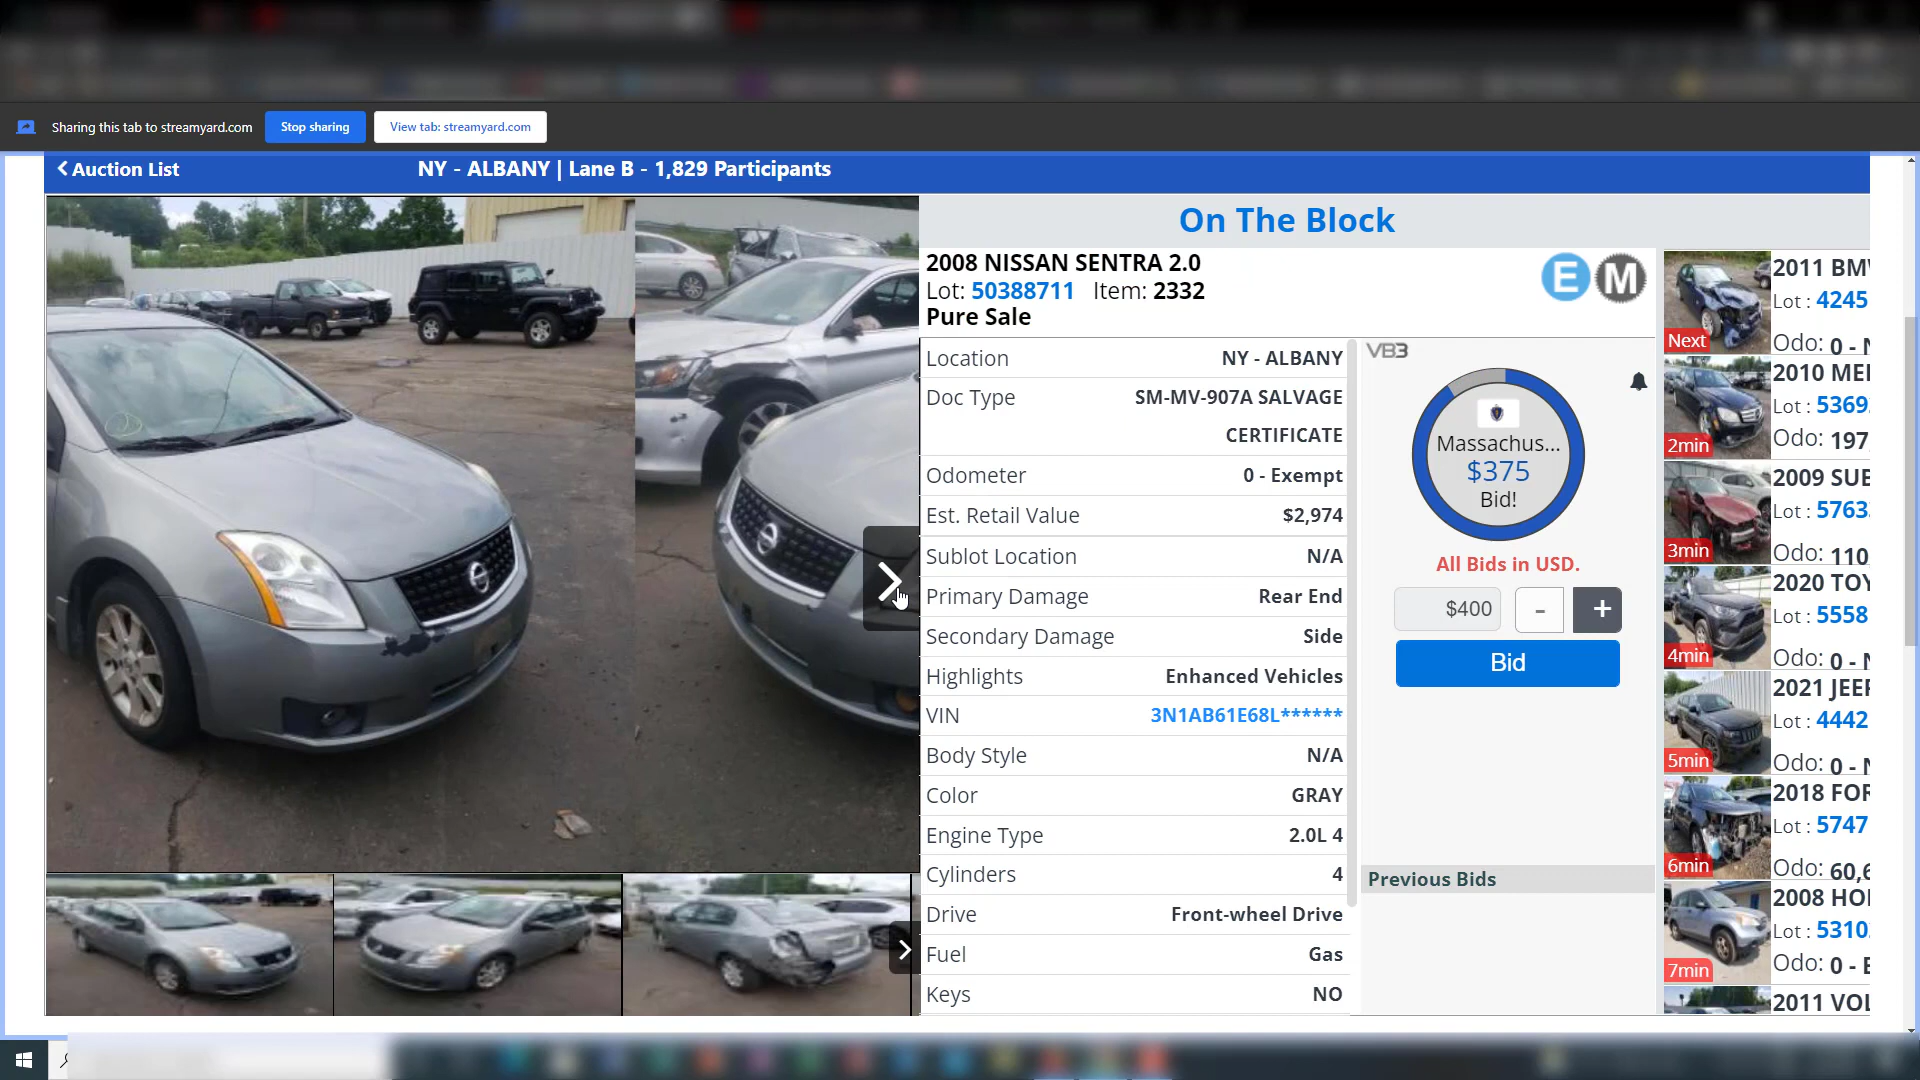 Sharing this tab to streamyard.com
Stop sharing
View tab: streamyard.com
Auction List
NY - ALBANY | Lane B - 1,829 Participants
On The Block
2008 NISSAN SENTRA 2.0
Lot: 50388711 Item: 2332
Pure Sale
E M
Location NY - ALBANY
Doc Type SM-MV-907A SALVAGE
CERTIFICATE
Odometer 0 - Exempt
Est. Retail Value $2,974
Sublot Location N/A
Primary Damage Rear End
Secondary Damage Side
Highlights Enhanced Vehicles
VIN 3N1AB61E68L******
Body Style N/A
Color GRAY
Engine Type 2.0L 4
Cylinders 4
Drive Front-wheel Drive
Fuel Gas
Keys NO
VB3
Massachus...
$375
Bid!
All Bids in USD.
$400
-
+
Bid
Previous Bids
2011 BM
Lot : 4245
Next
Odo: 0 - N
2010 MER
Lot : 5369
2min
Odo: 197
2009 SUB
Lot : 5763
3min
Odo: 110
2020 TOY
Lot : 5558
4min
Odo: 0 - N
2021 JEEP
Lot : 4442
5min
Odo: 0 - N
2018 FOR
Lot : 5747
6min
Odo: 60,6
2008 HO
Lot : 5310
7min
Odo: 0 - E
2011 VOL